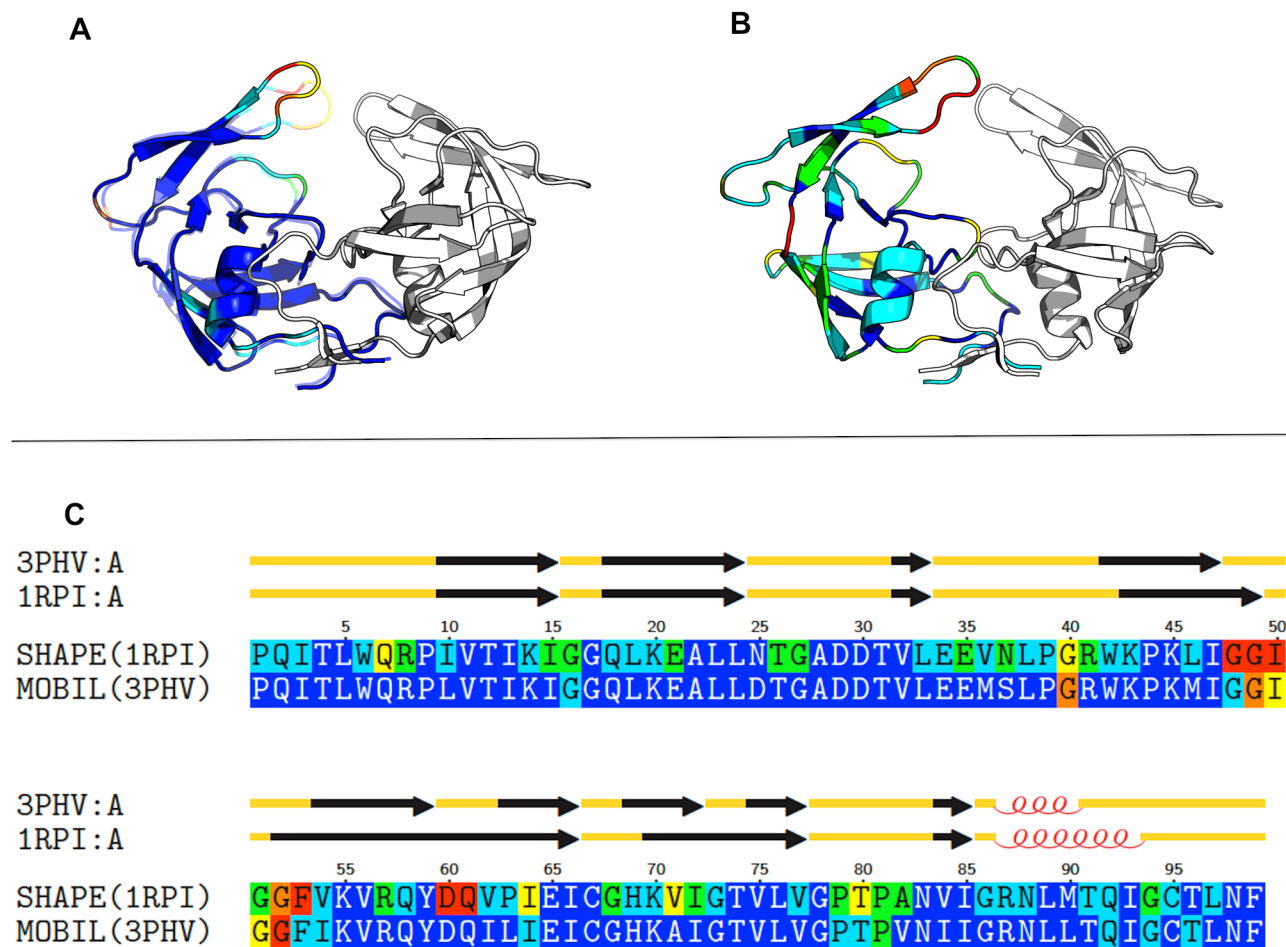 A
B
C
3PHV:A
1RPI:A
5 10 15 20 25 30 35 40 45 50
SHAPE(1RPI) PQITLWQRPIVTIKIGGQLKEALLNTGADDTVLEEVNLPGRWKPKLIGGI
MOBIL(3PHV) PQITLWQRPLVTIKIGGQLKEALLDTGADDTVLEEMSLPGRWKPKMIGGI
3PHV:A
1RPI:A
55 60 65 70 75 80 85 90 95
SHAPE(1RPI) GGFVKVRQYDQVPIEICGHKVIGTVLVGPTPANVIGRNLMTQIGCTLNF
MOBIL(3PHV) GGFIKVRQYDQILIEICGHKAIGTVLVGPTPVNIIGRNLLTQIGCTLNF